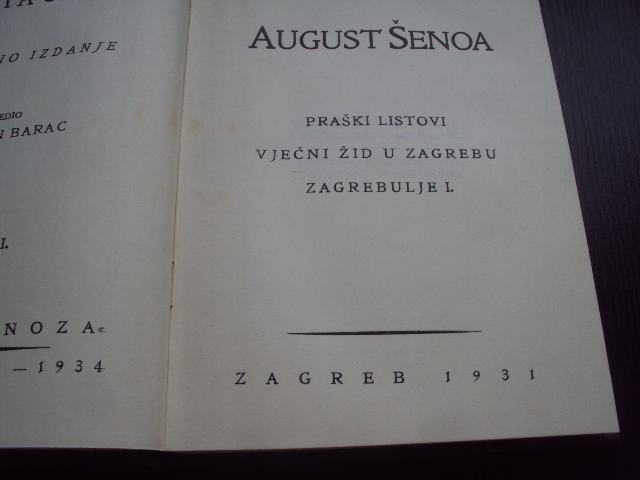 NO IZDANJE
EDIO
N BARAC
I.
NOZA
— 1934
AUGUST ŠENOA
PRAŠKI LISTOVI
VJEČNI ŽID U ZAGREBU
ZAGREBULJE I.
ZAGREB 1931